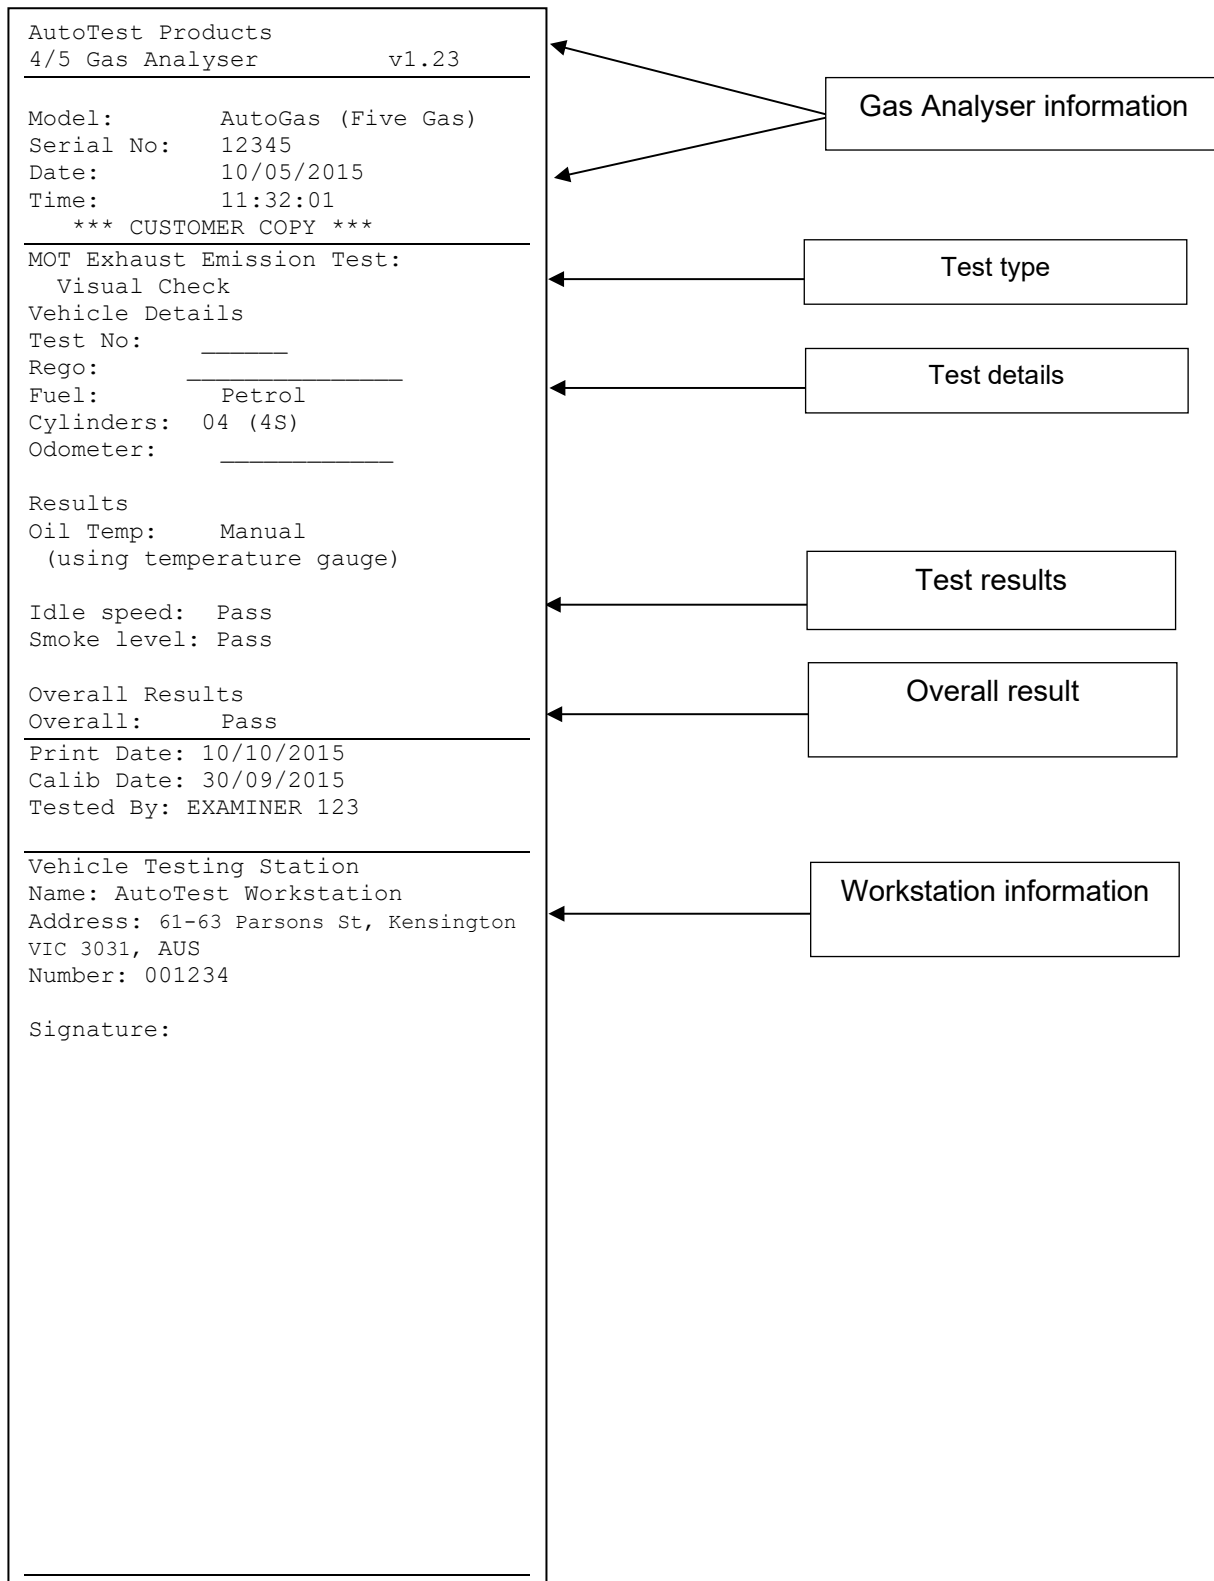 AutoTest Products
4/5 Gas Analyser v1.23
Model: AutoGas (Five Gas)
Serial No: 12345
Date: 10/05/2015
Time: 11:32:01
*** CUSTOMER COPY ***
MOT Exhaust Emission Test:
Visual Check
Vehicle Details
Test No: ______
Rego: _______________
Fuel: Petrol
Cylinders: 04 (4S)
Odometer: ____________
Results
Oil Temp: Manual
(using temperature gauge)
Idle speed: Pass
Smoke level: Pass
Overall Results
Overall: Pass
Print Date: 10/10/2015
Calib Date: 30/09/2015
Tested By: EXAMINER 123
Vehicle Testing Station
Name: AutoTest Workstation
Address: 61-63 Parsons St, Kensington
VIC 3031, AUS
Number: 001234
Signature:
Gas Analyser information
Test type
Test details
Test results
Overall result
Workstation information